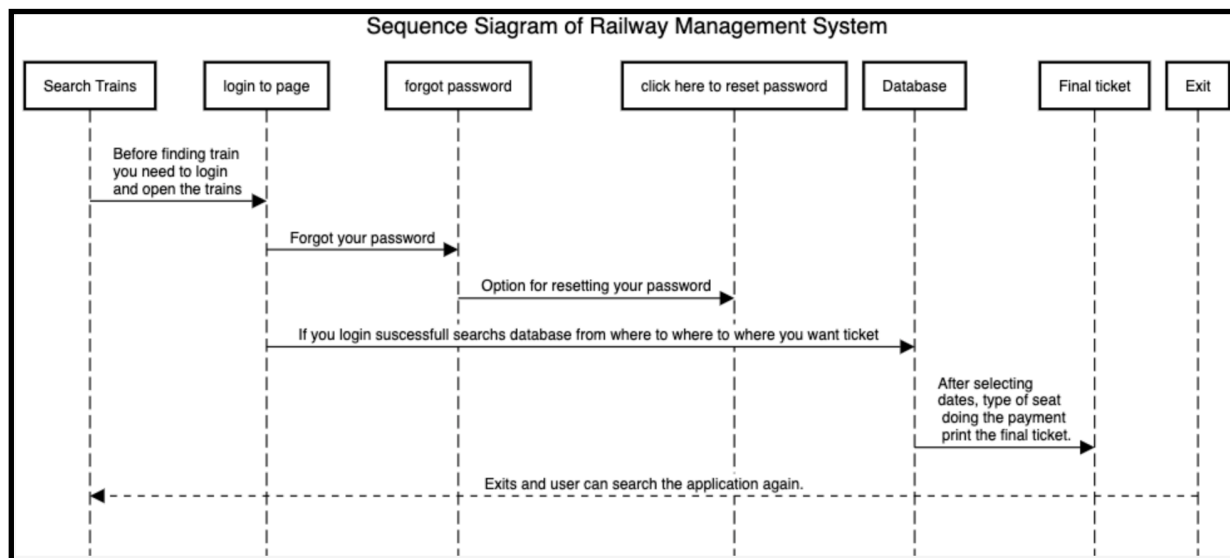 Sequence Siagram of Railway Management System
Search Trains
login to page
forgot password
click here to reset password
Database
Final ticket
Exit
Before finding train
you need to login
and open the trains
Forgot your password
Option for resetting your password
If you login suscessfull searchs database from where to where to where you want ticket
After selecting
dates, type of seat
doing the payment
print the final ticket.
Exits and user can search the application again.